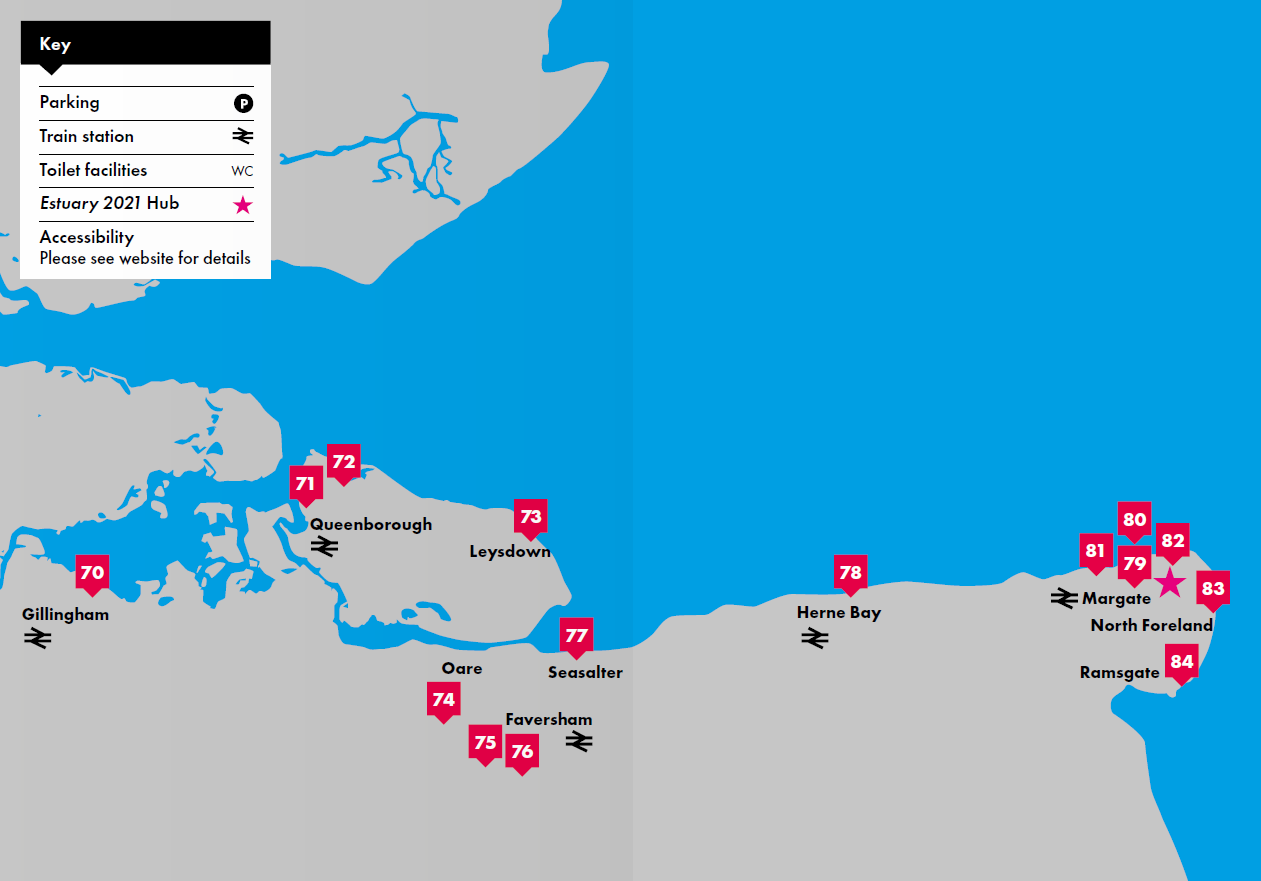 Key
Parking P
Train station
Toilet facilities WC
Estuary 2021 Hub
Accessibility
Please see website for details
72
71
Queenborough
73
Leysdown
70
Gillingham
80
82
81
79
78
83
Herne Bay
Margate
North Foreland
77
Seasalter
Oare
84
Ramsgate
74
Faversham
75
76